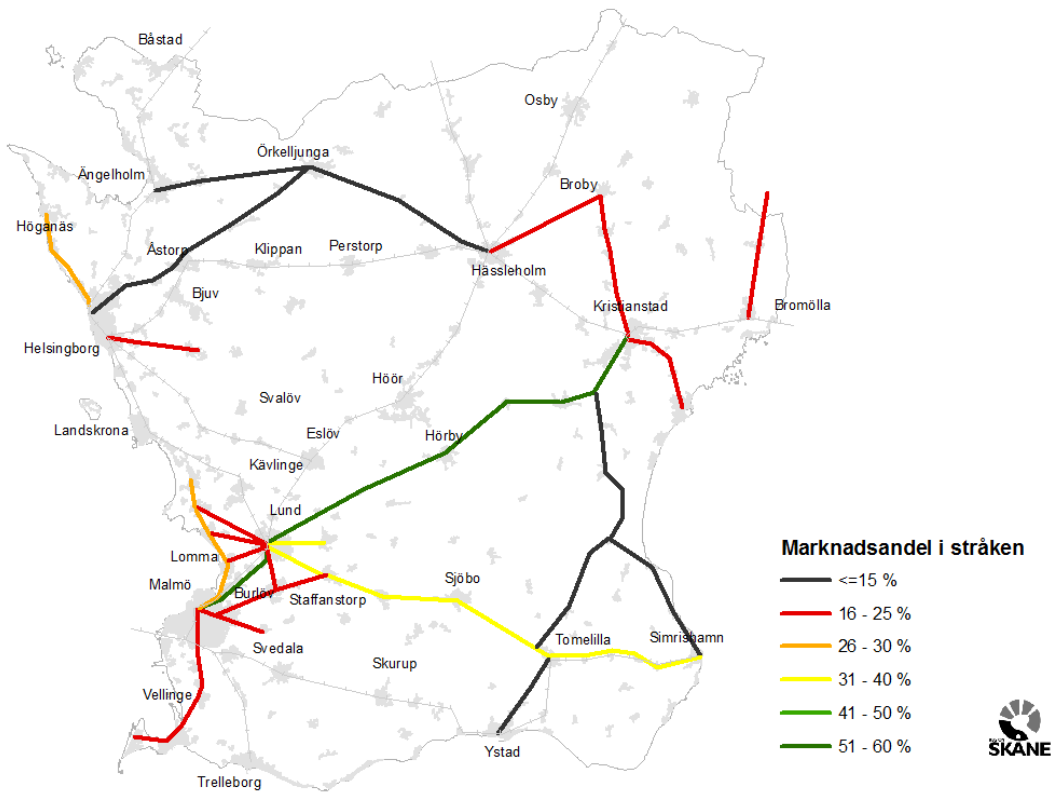 Båstad
Osby
Örkelljunga
Ängelholm
Broby
Höganäs
Åstorp
Klippan
Perstorp
Hässleholm
Bjuv
Kristianstad
Bromölla
Helsingborg
Höör
Svalöv
Landskrona
Eslöv
Hörby
Kävlinge
Lund
Marknadsandel i stråken
Lomma
<=15 %
Malmö
Burlöv
Staffanstorp
Sjöbo
16 - 25 %
Svedala
Tomelilla
Simrishamn
26 - 30 %
Skurup
31 - 40 %
Vellinge
41 - 50 %
Ystad
51 - 60 %
SKÅNE
Trelleborg